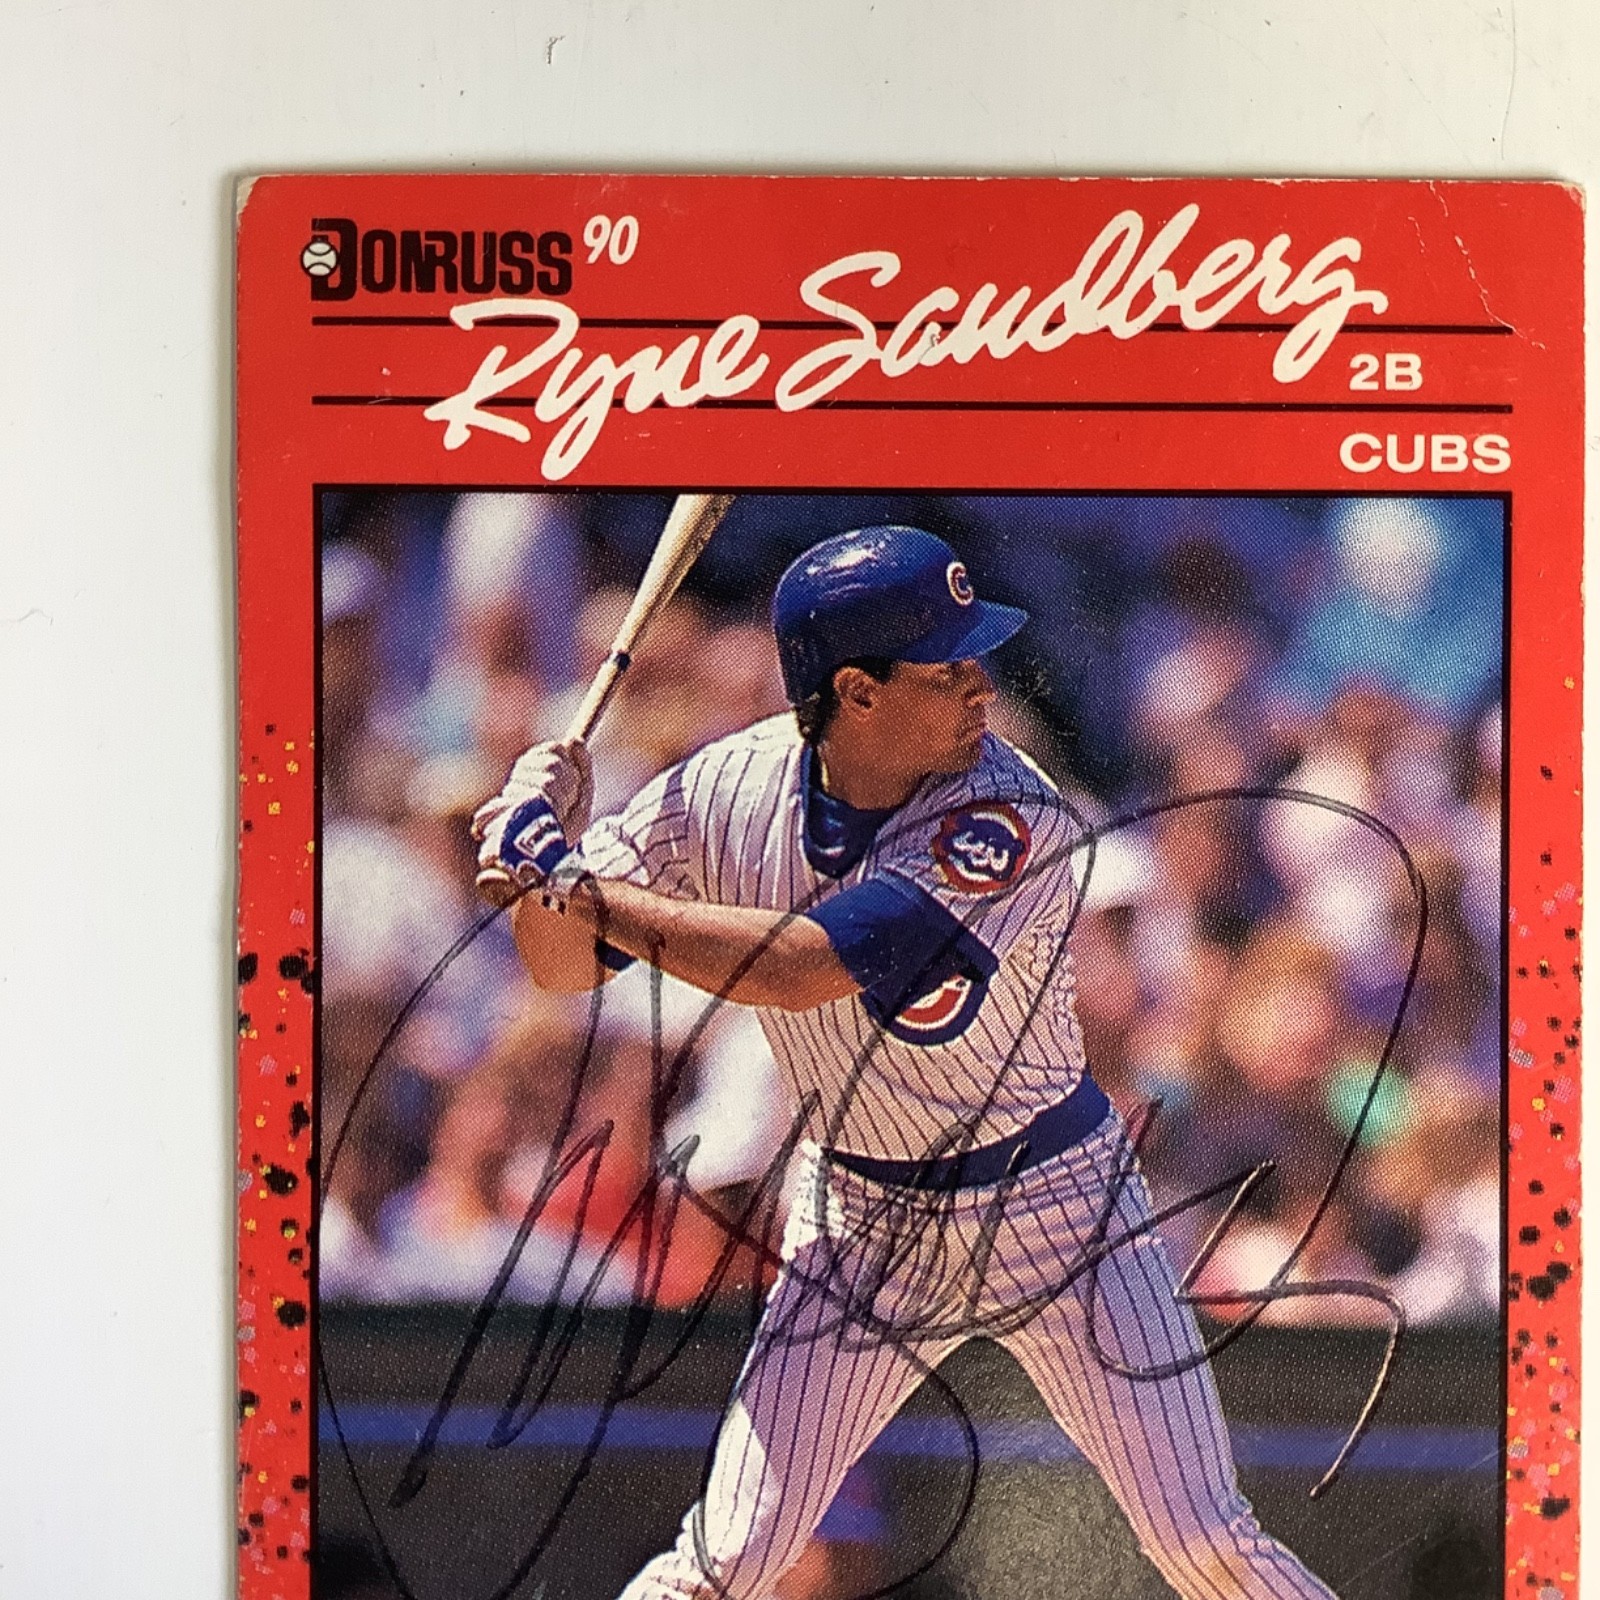 DONRUSS 90
Ryne Sandberg
2B
CUBS
C